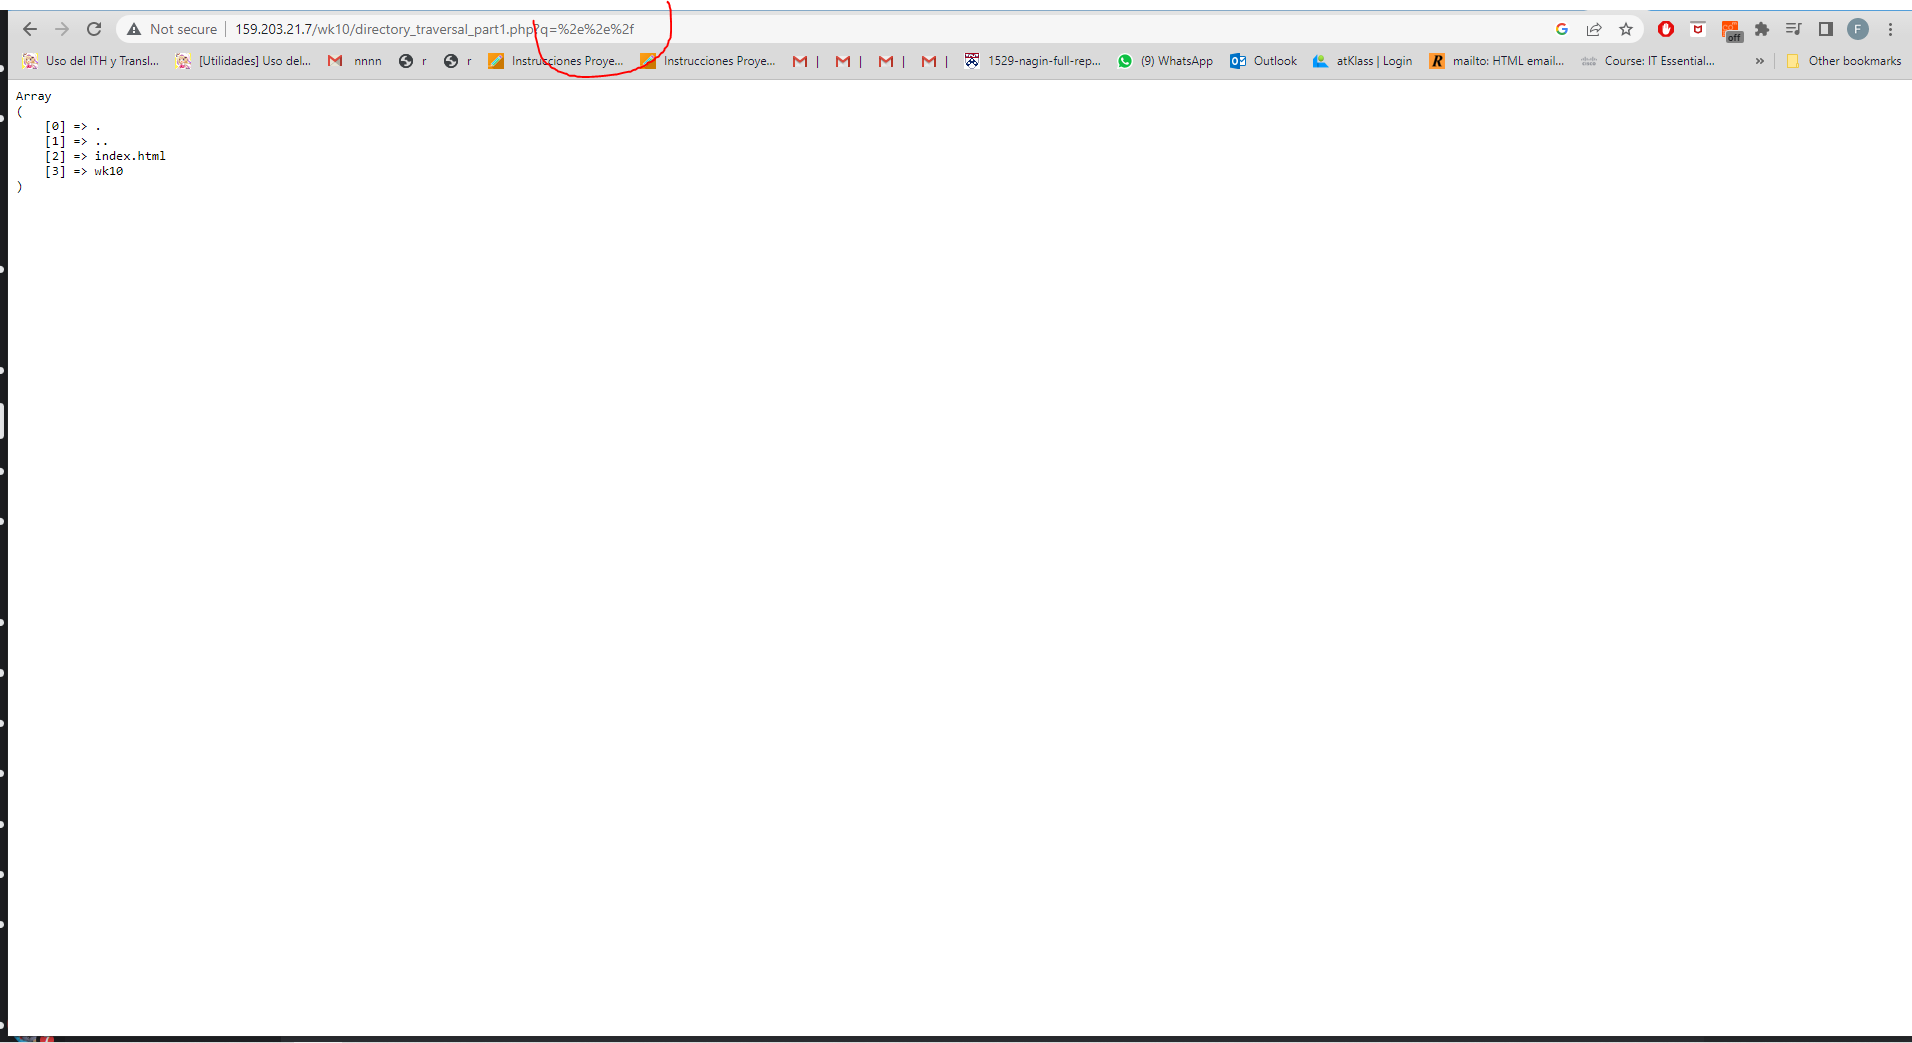 Not secure 159.203.21.7/wk10/directory_traversal_part1.php?q=%2e%2e%2f off F
Uso del ITH y Transl... [Utilidades] Uso del... nnnn r r Instrucciones Proye... Instrucciones Proye... | | | | 1529-nagin-full-rep... (9) WhatsApp Outlook atKlass | Login mailto: HTML email... Course: IT Essential... » Other bookmarks
Array
(
[0] => .
[1] => ..
[2] => index.html
[3] => wk10
)